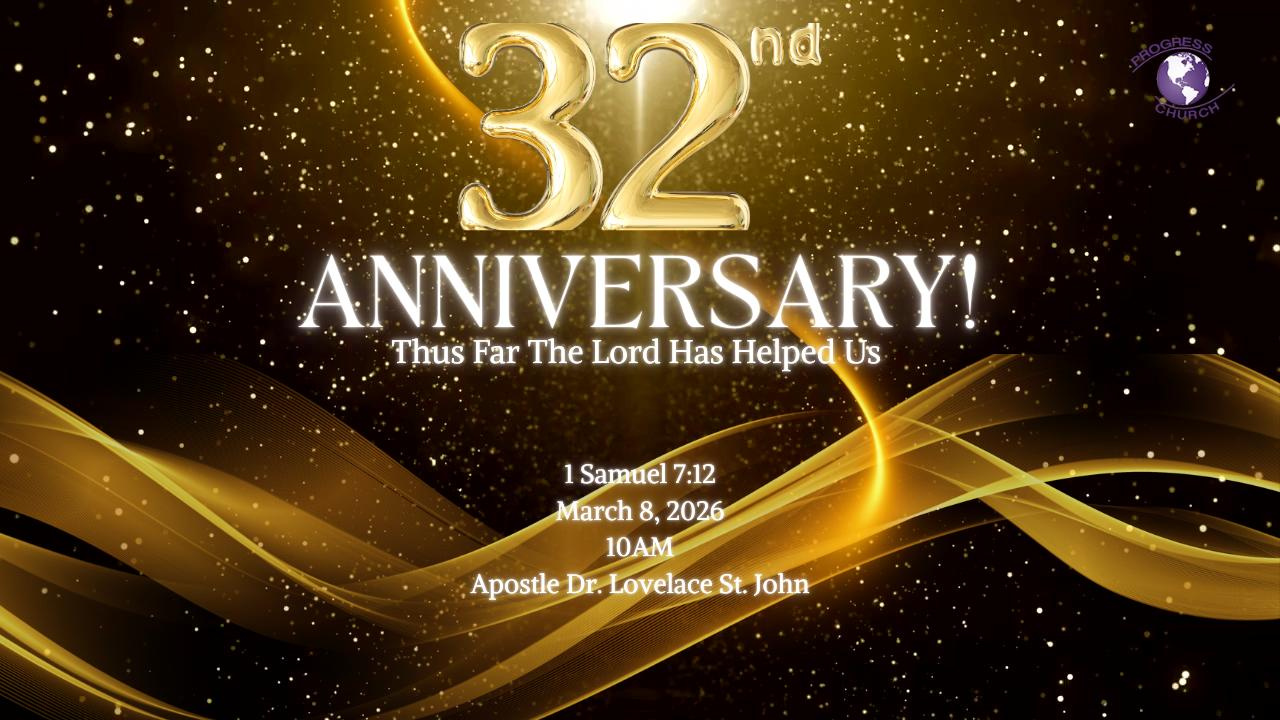 32nd
PROGRESS
CHURCH
ANNIVERSARY!
Thus Far The Lord Has Helped Us
1 Samuel 7:12
March 8, 2026
10AM
Apostle Dr. Lovelace St. John